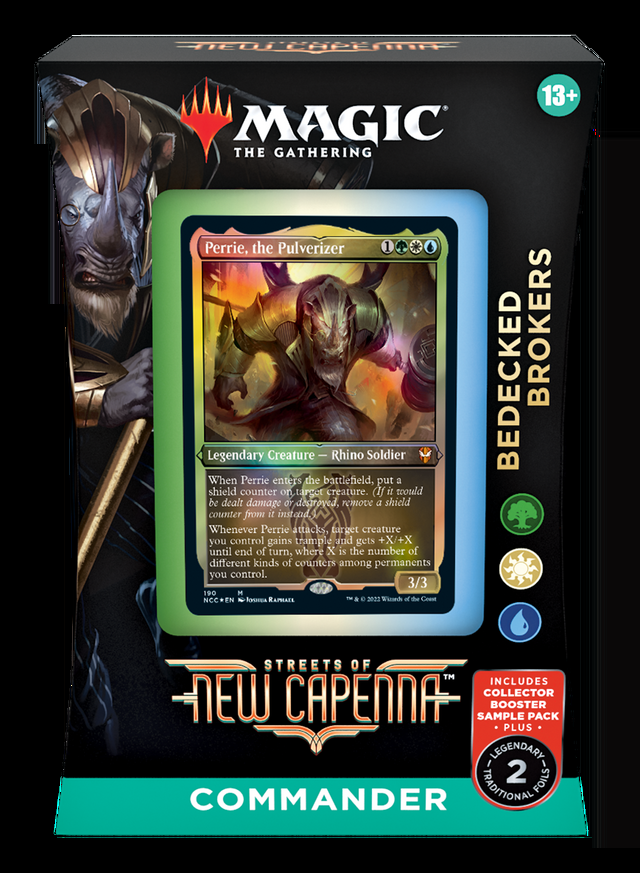 NEW CAPENNA
13+
MAGIC®
THE GATHERING
Perrie, the Pulverizer 1
Legendary Creature — Rhino Soldier
When Perrie enters the battlefield, put a
shield counter on target creature. (If it would
be dealt damage or destroyed, remove a shield
counter from it instead.)
Whenever Perrie attacks, target creature
you control gains trample and gets +X/+X
until end of turn, where X is the number of
different kinds of counters among permanents
you control.
3/3
190 M
NCC★EN Joshua Raphael
™ & © 2022 Wizards of the Coast
BEDECKED
BROKERS
STREETS OF
NEW CAPENNA™
INCLUDES
COLLECTOR
BOOSTER
SAMPLE PACK
• PLUS •
LEGENDARY
2
TRADITIONAL FOILS
COMMANDER